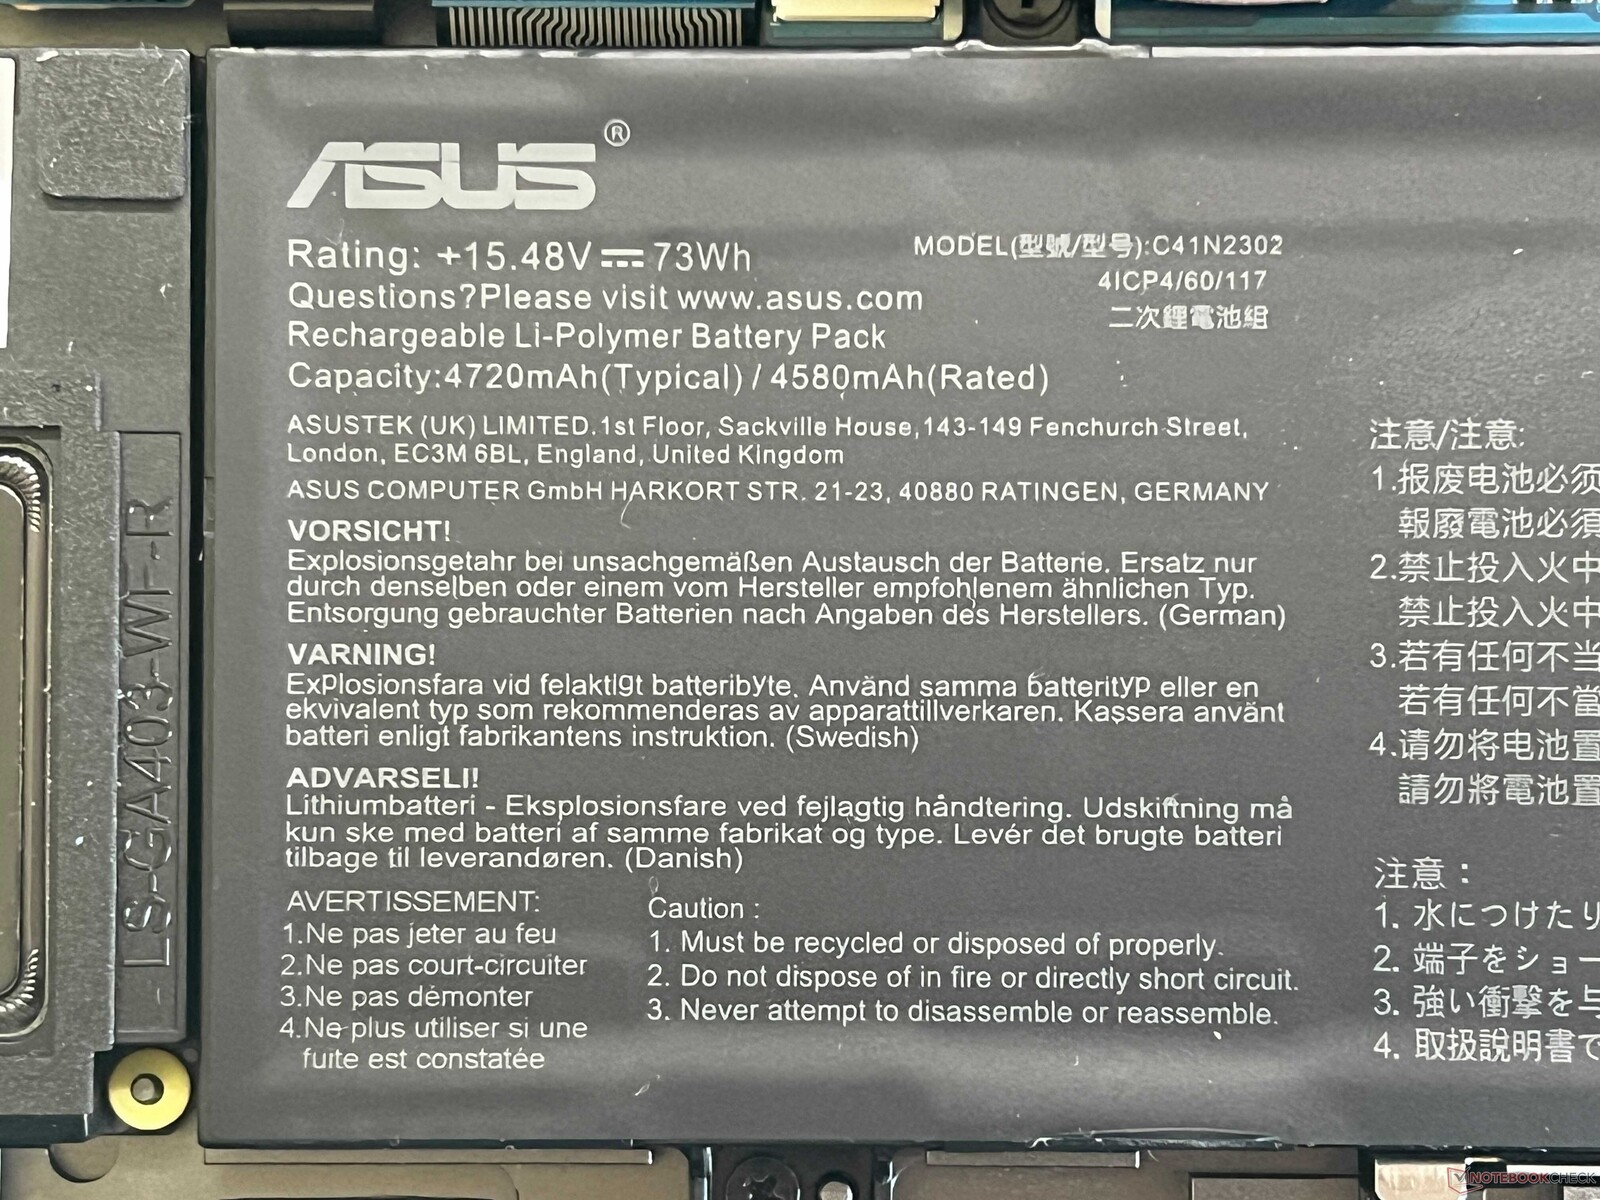 ASUS®
Rating: +15.48V 73Wh
MODEL(型號/型号):C41N2302
4ICP4/60/117
二次鋰電池組
Questions?Please visit www.asus.com
Rechargeable Li-Polymer Battery Pack
Capacity:4720mAh(Typical) / 4580mAh(Rated)
ASUSTEK (UK) LIMITED.1st Floor, Sackville House,143-149 Fenchurch Street,
London, EC3M 6BL, England, United Kingdom
ASUS COMPUTER GmbH HARKORT STR. 21-23, 40880 RATINGEN, GERMANY
VORSICHT!
Explosionsgetahr bei unsachgemäßen Austausch der Batterie. Ersatz nur
durch denselben oder einem vom Hersteller empfohlenem ähnlichen Typ.
Entsorgung gebrauchter Batterien nach Angaben des Herstellers. (German)
VARNING!
Explosionsfara vid felaktigt batteribyte. Använd samma batterityp eller en
ekvivalent typ som rekommenderas av apparattillverkaren. Kassera använt
batteri enligt fabrikantens instruktion. (Swedish)
ADVARSELI!
Lithiumbatteri - Eksplosionsfare ved fejlagtig håndtering. Udskiftning må
kun ske med batteri af samme fabrikat og type. Levér det brugte batteri
tilbage til leverandøren. (Danish)
AVERTISSEMENT:
1.Ne pas jeter au feu
2.Ne pas court-circuiter
3.Ne pas démonter
4.Ne plus utiliser si une
fuite est constatée
Caution :
1. Must be recycled or disposed of properly.
2. Do not dispose of in fire or directly short circuit.
3. Never attempt to disassemble or reassemble.
注意/注意:
1.报废电池必须
報廢電池必須
2.禁止投入火中
禁止投入火中
3.若有任何不当
若有任何不當
4.请勿将电池置
請勿將電池置
注意：
1. 水につけたり
2. 端子をショー
3. 強い衝撃を与
4. 取扱說明書で
LS-GA403-WF-R
NOTEBOOKCHECK